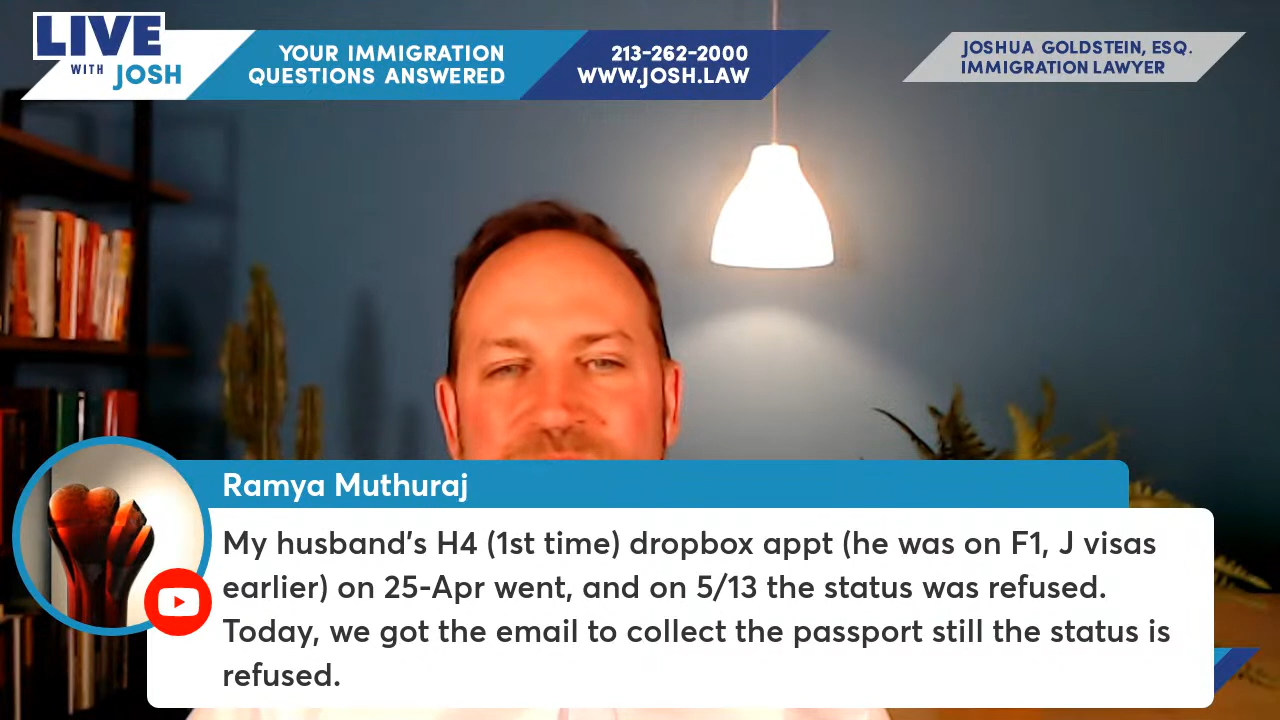 LIVE
WITH JOSH
YOUR IMMIGRATION
QUESTIONS ANSWERED
213-262-2000
WWW.JOSH.LAW
JOSHUA GOLDSTEIN, ESQ.
IMMIGRATION LAWYER
Ramya Muthuraj
My husband's H4 (1st time) dropbox appt (he was on F1, J visas
earlier) on 25-Apr went, and on 5/13 the status was refused.
Today, we got the email to collect the passport still the status is
refused.